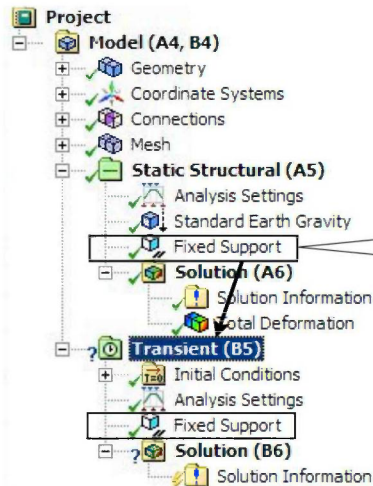 Project
Model (A4, B4)
Geometry
Coordinate Systems
Connections
Mesh
Static Structural (A5)
Analysis Settings
Standard Earth Gravity
Fixed Support
Solution (A6)
Solution Information
Total Deformation
? Transient (B5)
T=0 Initial Conditions
Analysis Settings
Fixed Support
? Solution (B6)
Solution Information